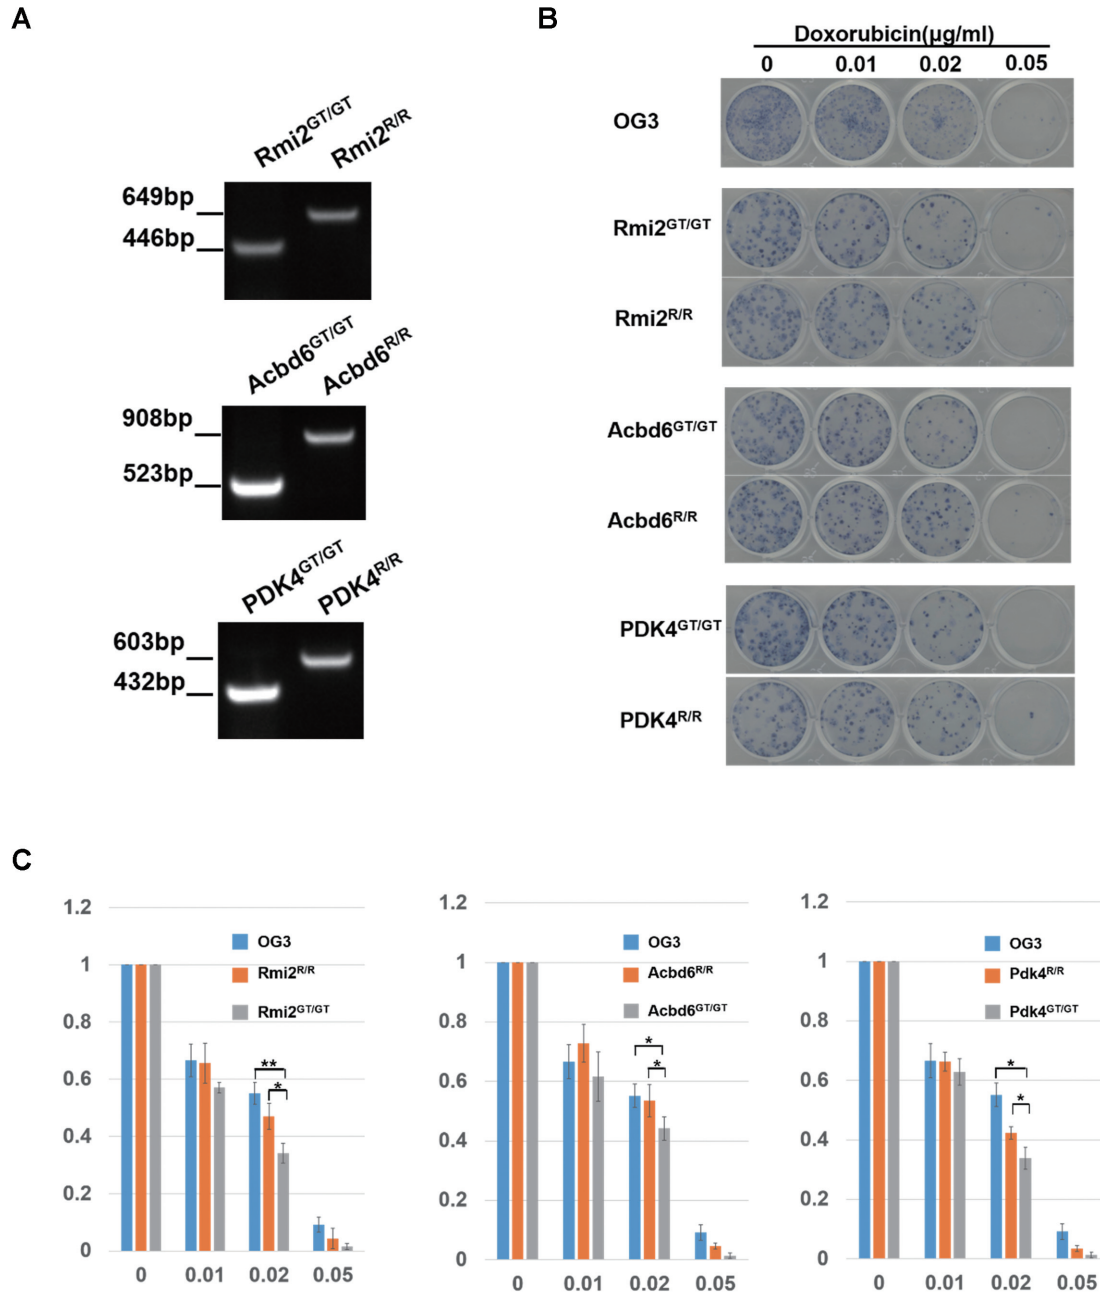 A
Rmi2GT/GT
Rmi2R/R
649bp
446bp
Acbd6GT/GT
Acbd6R/R
908bp
523bp
PDK4GT/GT
PDK4R/R
603bp
432bp
B
Doxorubicin(µg/ml)
0 0.01 0.02 0.05
OG3
Rmi2GT/GT
Rmi2R/R
Acbd6GT/GT
Acbd6R/R
PDK4GT/GT
PDK4R/R
C
1.2
1
0.8
0.6
0.4
0.2
0
OG3
Rmi2R/R
Rmi2GT/GT
**
*
0 0.01 0.02 0.05
1.2
1
0.8
0.6
0.4
0.2
0
OG3
Acbd6R/R
Acbd6GT/GT
*
*
0 0.01 0.02 0.05
1.2
1
0.8
0.6
0.4
0.2
0
OG3
Pdk4R/R
Pdk4GT/GT
*
*
0 0.01 0.02 0.05